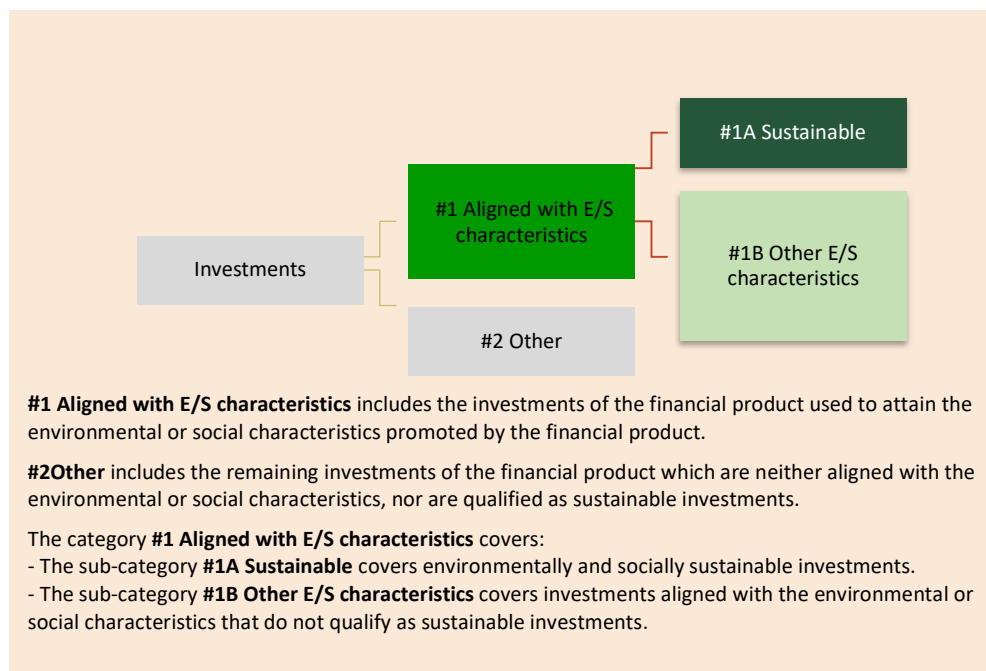 #1A Sustainable
#1 Aligned with E/S
characteristics
#1B Other E/S
characteristics
Investments
#2 Other
#1 Aligned with E/S characteristics includes the investments of the financial product used to attain the
environmental or social characteristics promoted by the financial product.
#2Other includes the remaining investments of the financial product which are neither aligned with the
environmental or social characteristics, nor are qualified as sustainable investments.
The category #1 Aligned with E/S characteristics covers:
- The sub-category #1A Sustainable covers environmentally and socially sustainable investments.
- The sub-category #1B Other E/S characteristics covers investments aligned with the environmental or
social characteristics that do not qualify as sustainable investments.